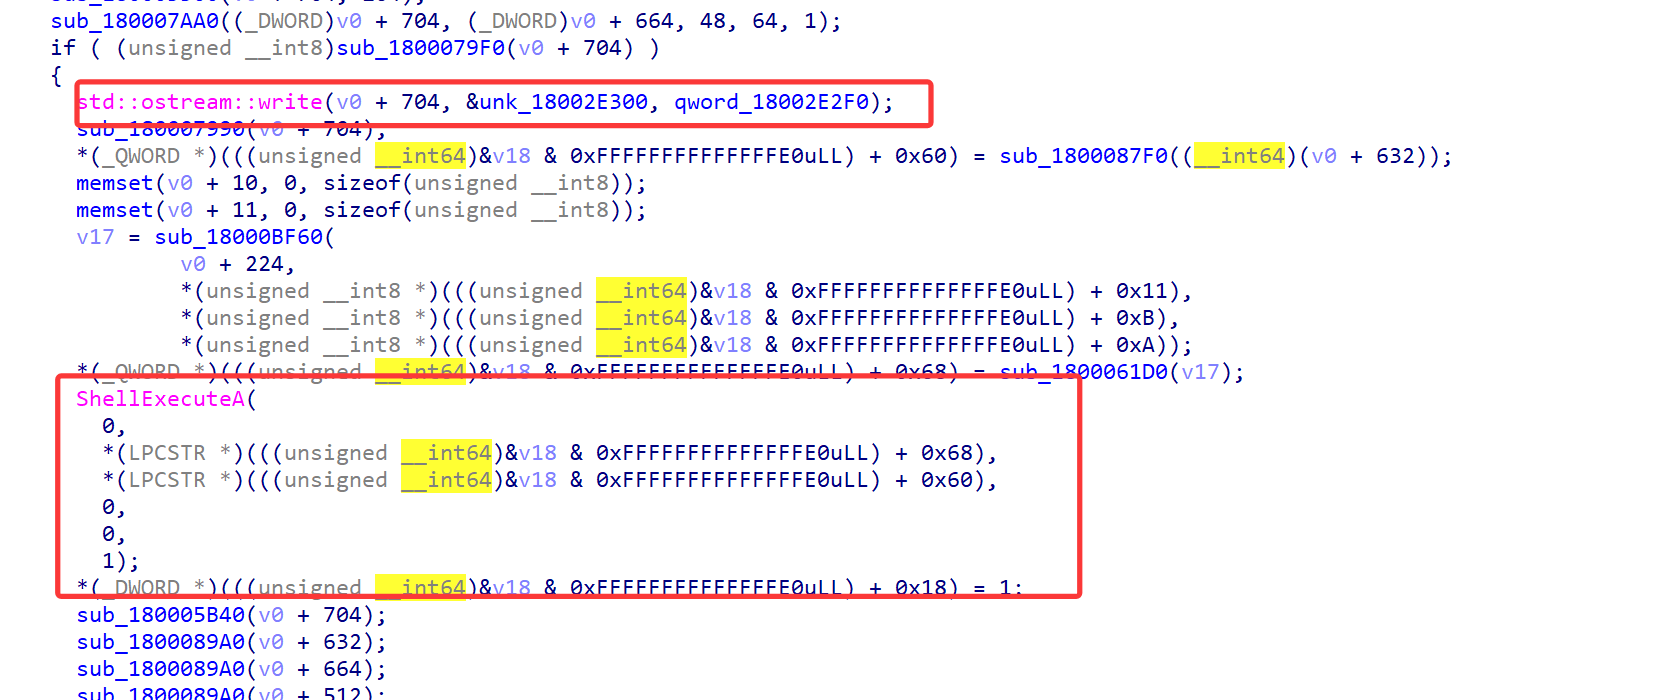 sub_180007AA0((_DWORD)v0 + 704, (_DWORD)v0 + 664, 48, 64, 1);
if ( (unsigned __int8)sub_1800079F0(v0 + 704) )
{
std::ostream::write(v0 + 704, &unk_18002E300, qword_18002E2F0);
sub_180007990(v0 + 704);
*(_QWORD *)(((unsigned __int64)&v18 & 0xFFFFFFFFFFFFFFE0uLL) + 0x60) = sub_1800087F0((__int64)(v0 + 632));
memset(v0 + 10, 0, sizeof(unsigned __int8));
memset(v0 + 11, 0, sizeof(unsigned __int8));
v17 = sub_18000BF60(
v0 + 224,
*(unsigned __int8 *)(((unsigned __int64)&v18 & 0xFFFFFFFFFFFFFFE0uLL) + 0x11),
*(unsigned __int8 *)(((unsigned __int64)&v18 & 0xFFFFFFFFFFFFFFE0uLL) + 0xB),
*(unsigned __int8 *)(((unsigned __int64)&v18 & 0xFFFFFFFFFFFFFFE0uLL) + 0xA));
*(_QWORD *)(((unsigned __int64)&v18 & 0xFFFFFFFFFFFFFFE0uLL) + 0x68) = sub_1800061D0(v17);
ShellExecuteA(
0,
*(LPCSTR *)(((unsigned __int64)&v18 & 0xFFFFFFFFFFFFFFE0uLL) + 0x68),
*(LPCSTR *)(((unsigned __int64)&v18 & 0xFFFFFFFFFFFFFFE0uLL) + 0x60),
0,
0,
1);
*(_DWORD *)(((unsigned __int64)&v18 & 0xFFFFFFFFFFFFFFE0uLL) + 0x18) = 1;
sub_180005B40(v0 + 704);
sub_1800089A0(v0 + 632);
sub_1800089A0(v0 + 664);
sub_1800089A0(v0 + 512);